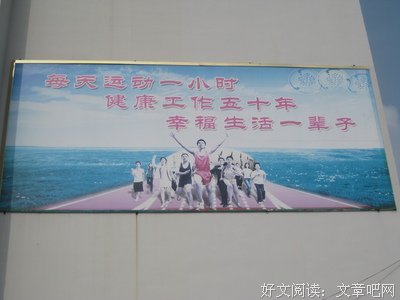 每天运动一小时
健康工作五十年
幸福生活一辈子
好文阅读：文章吧网